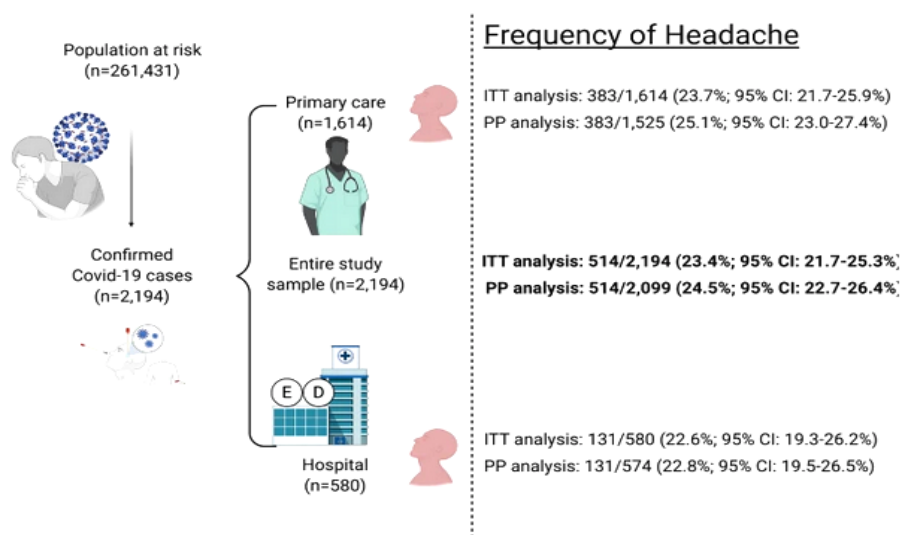 Population at risk
(n=261,431)
Confirmed
Covid-19 cases
(n=2,194)
Primary care
(n=1,614)
Entire study
sample (n=2,194)
E D
Hospital
(n=580)
Frequency of Headache
ITT analysis: 383/1,614 (23.7%; 95% CI: 21.7-25.9%)
PP analysis: 383/1,525 (25.1%; 95% CI: 23.0-27.4%)
ITT analysis: 514/2,194 (23.4%; 95% CI: 21.7-25.3%)
PP analysis: 514/2,099 (24.5%; 95% CI: 22.7-26.4%)
ITT analysis: 131/580 (22.6%; 95% CI: 19.3-26.2%)
PP analysis: 131/574 (22.8%; 95% CI: 19.5-26.5%)